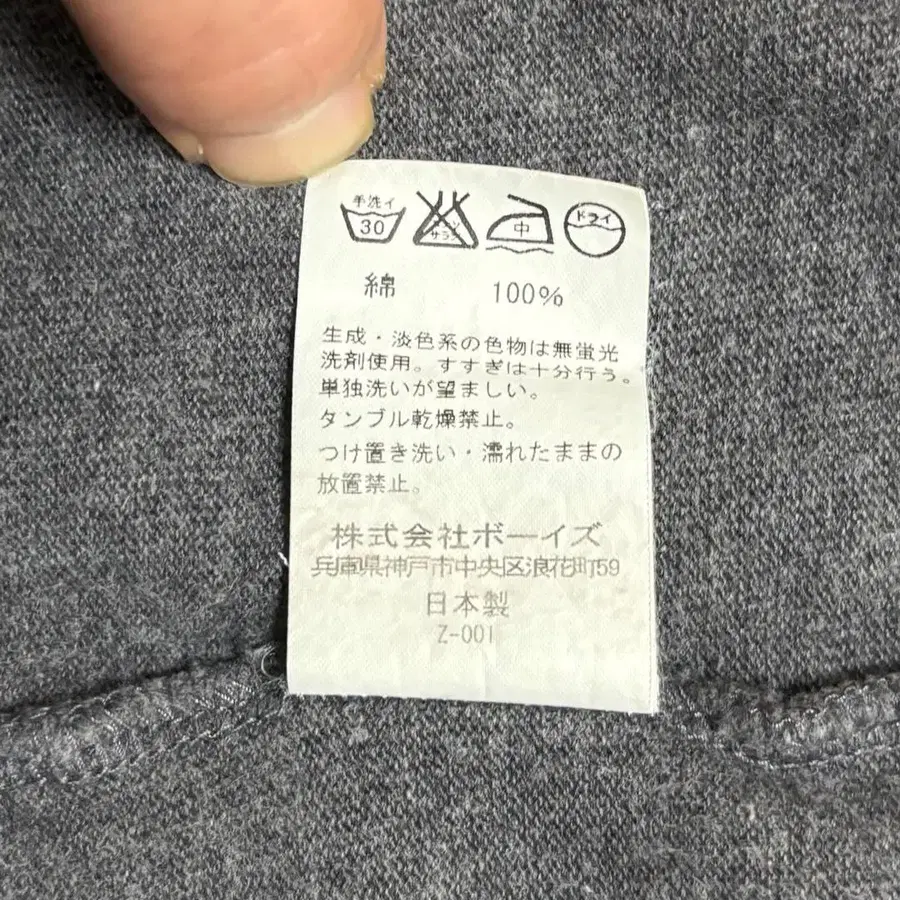 手洗イ
30
中
ドライ
綿 100%
生成・淡色系の色物は無蛍光
洗剤使用。すすぎは十分行う。
単独洗いが望ましい。
タンブル乾燥禁止。
つけ置き洗い・濡れたままの
放置禁止。
株式会社ボーイズ
兵庫県神戸市中央区浪花町59
日本製
Z-001